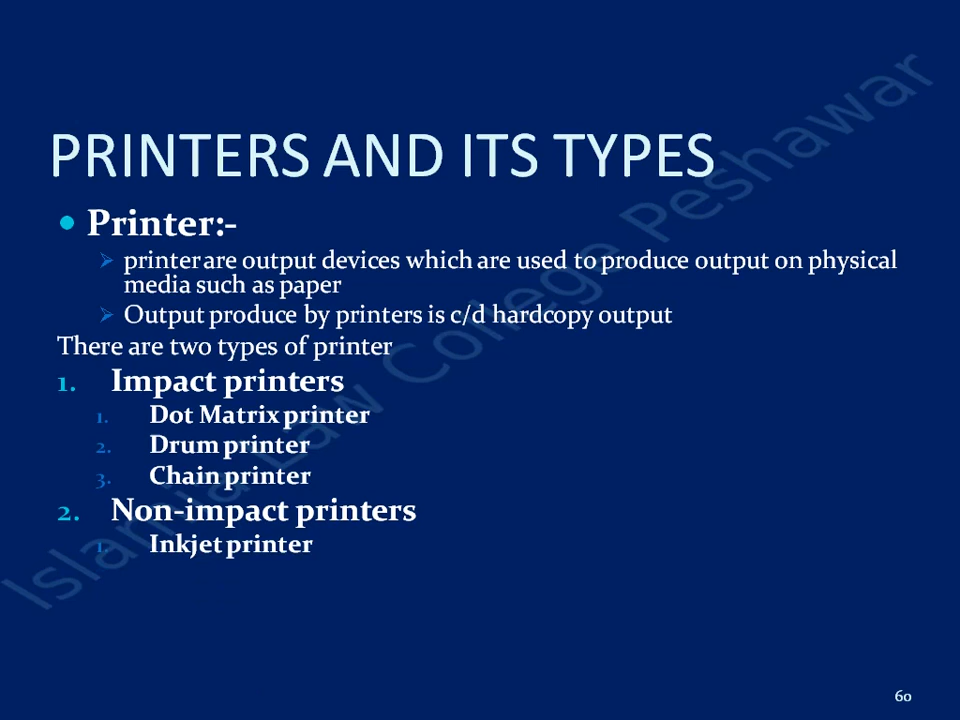 PRINTERS AND ITS TYPES
• Printer:-
➢ printer are output devices which are used to produce output on physical
media such as paper
➢ Output produce by printers is c/d hardcopy output
There are two types of printer
1. Impact printers
1. Dot Matrix printer
2. Drum printer
3. Chain printer
2. Non-impact printers
1. Inkjet printer
Islamia Law College Peshawar
60